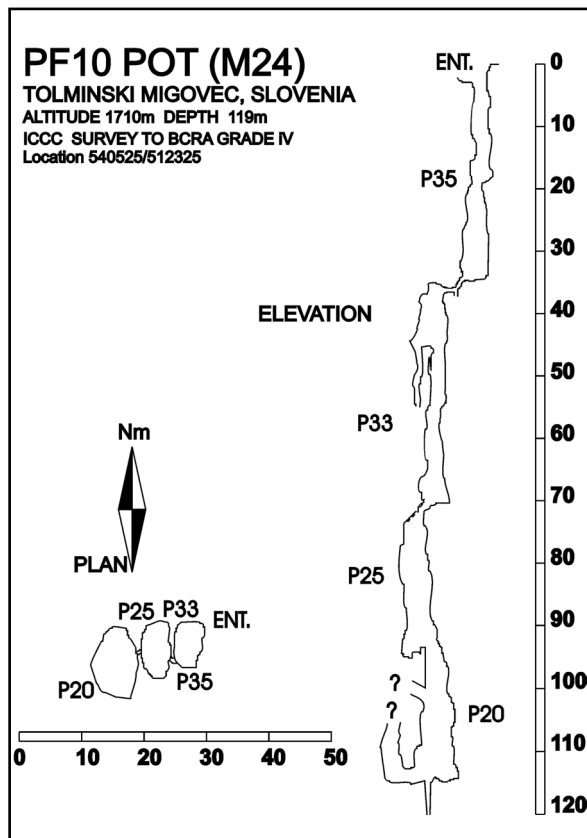 PF10 POT (M24)
TOLMINSKI MIGOVEC, SLOVENIA
ALTITUDE 1710m DEPTH 119m
ICCC SURVEY TO BCRA GRADE IV
Location 540525/512325
ENT.
P35
ELEVATION
P33
P25
?
?
P20
0
10
20
30
40
50
60
70
80
90
100
110
120
Nm
PLAN
P25 P33
ENT.
P20
P35
0 10 20 30 50